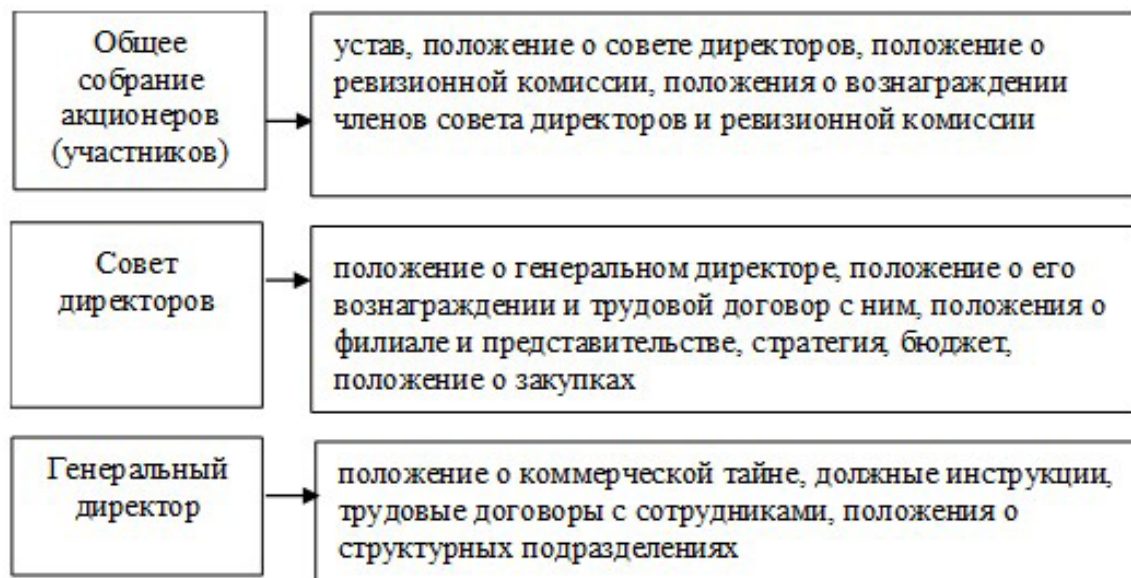 Общее
собрание
акционеров
(участников)
устав, положение о совете директоров, положение о
ревизионной комиссии, положения о вознаграждении
членов совета директоров и ревизионной комиссии
Совет
директоров
положение о генеральном директоре, положение о его
вознаграждении и трудовой договор с ним, положения о
филиале и представительстве, стратегия, бюджет,
положение о закупках
Генеральный
директор
положение о коммерческой тайне, должные инструкции,
трудовые договоры с сотрудниками, положения о
структурных подразделениях